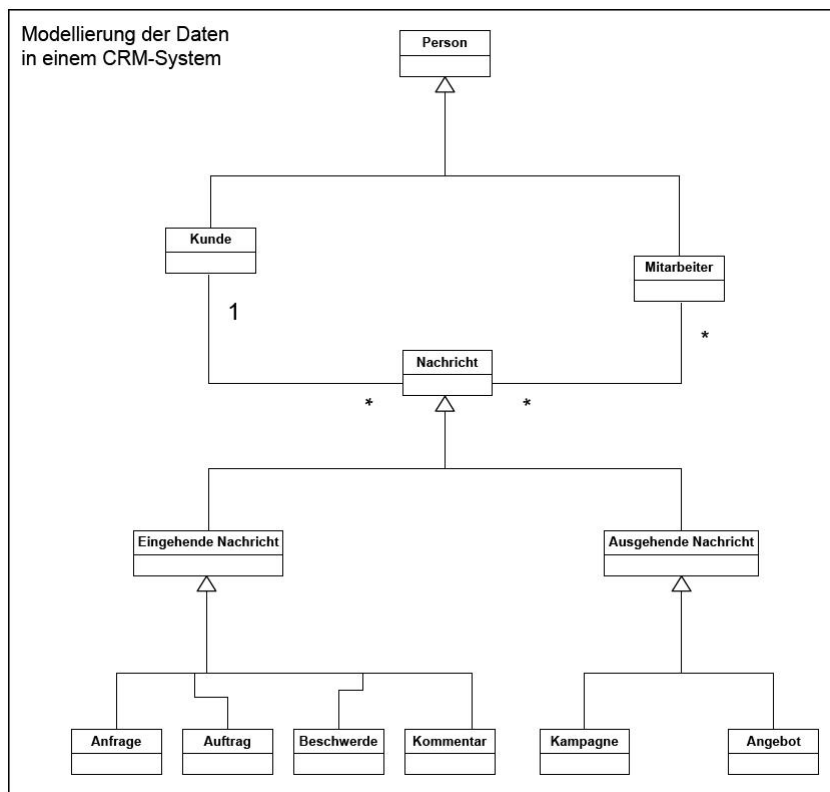 Modellierung der Daten
in einem CRM-System
Person
Kunde
Mitarbeiter
1
*
Nachricht
*
*
Eingehende Nachricht
Ausgehende Nachricht
Anfrage
Auftrag
Beschwerde
Kommentar
Kampagne
Angebot